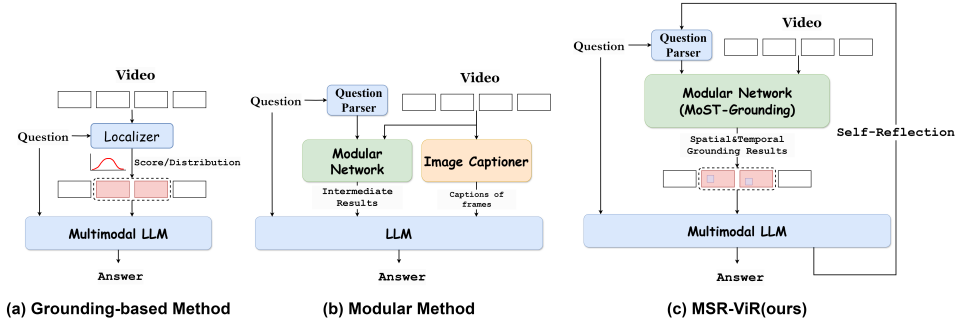 Video
Question
Localizer
Score/Distribution
Multimodal LLM
Answer
(a) Grounding-based Method
Video
Question
Question
Parser
Modular
Network
Image Captioner
Intermediate
Results
Captions of
frames
LLM
Answer
(b) Modular Method
Question
Question
Parser
Video
Modular Network
(MoST-Grounding)
Self-Reflection
Spatial&Temporal
Grounding Results
Multimodal LLM
Answer
(c) MSR-ViR(ours)